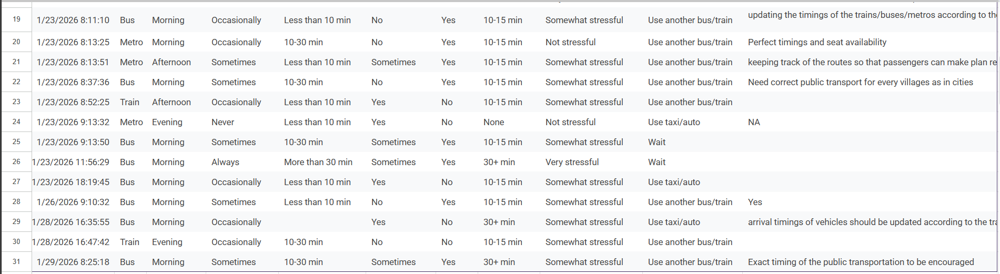 19 1/23/2026 8:11:10 Bus Morning Occasionally Less than 10 min No Yes 10-15 min Somewhat stressful Use another bus/train updating the timings of the trains/buses/metros according to the
20 1/23/2026 8:13:25 Metro Morning Occasionally 10-30 min No Yes 10-15 min Not stressful Use another bus/train Perfect timings and seat availability
21 1/23/2026 8:13:51 Metro Afternoon Sometimes Less than 10 min Sometimes Yes 10-15 min Somewhat stressful Use another bus/train keeping track of the routes so that passengers can make plan re
22 1/23/2026 8:37:36 Bus Morning Sometimes 10-30 min No Yes 10-15 min Somewhat stressful Use another bus/train Need correct public transport for every villages as in cities
23 1/23/2026 8:52:25 Train Afternoon Occasionally Less than 10 min Yes No 10-15 min Somewhat stressful Use another bus/train
24 1/23/2026 9:13:32 Metro Evening Never Less than 10 min Yes No None Not stressful Use taxi/auto NA
25 1/23/2026 9:13:50 Bus Morning Sometimes 10-30 min Sometimes Yes 10-15 min Somewhat stressful Wait
26 1/23/2026 11:56:29 Bus Morning Always More than 30 min Sometimes Yes 30+ min Very stressful Wait
27 1/23/2026 18:19:45 Bus Morning Occasionally Less than 10 min Yes No 10-15 min Somewhat stressful Use taxi/auto
28 1/26/2026 9:10:32 Bus Morning Sometimes Less than 10 min No Yes 10-15 min Somewhat stressful Use another bus/train Yes
29 1/28/2026 16:35:55 Bus Morning Occasionally Yes No 30+ min Somewhat stressful Use taxi/auto arrival timings of vehicles should be updated according to the tra
30 1/28/2026 16:47:42 Train Evening Occasionally 10-30 min No No 10-15 min Somewhat stressful Use another bus/train
31 1/29/2026 8:25:18 Bus Morning Sometimes 10-30 min Sometimes Yes 30+ min Somewhat stressful Use another bus/train Exact timing of the public transportation to be encouraged